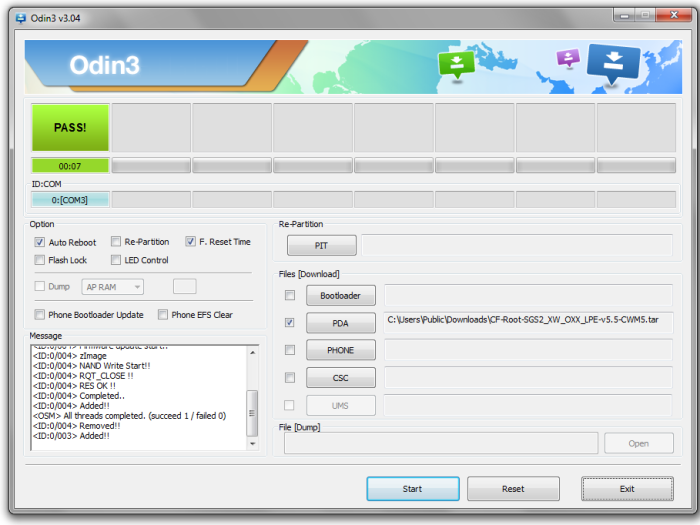 Odin3 v3.04
Odin3
PASS!
00:07
ID:COM
0:[COM3]
Option
Auto Reboot
Re-Partition
F. Reset Time
Flash Lock
LED Control
Dump
AP RAM
Phone Bootloader Update
Phone EFS Clear
Message
<ID:0/004> Firmware update start..
<ID:0/004> zImage
<ID:0/004> NAND Write Start!!
<ID:0/004> RQT_CLOSE !!
<ID:0/004> RES OK !!
<ID:0/004> Completed..
<ID:0/004> Added!!
<OSM> All threads completed. (succeed 1 / failed 0)
<ID:0/004> Removed!!
<ID:0/003> Added!!
Re-Partition
PIT
Files [Download]
Bootloader
PDA
C:\Users\Public\Downloads\CF-Root-SGS2_XW_OXX_LPE-v5.5-CWM5.tar
PHONE
CSC
UMS
File [Dump]
Open
Start
Reset
Exit